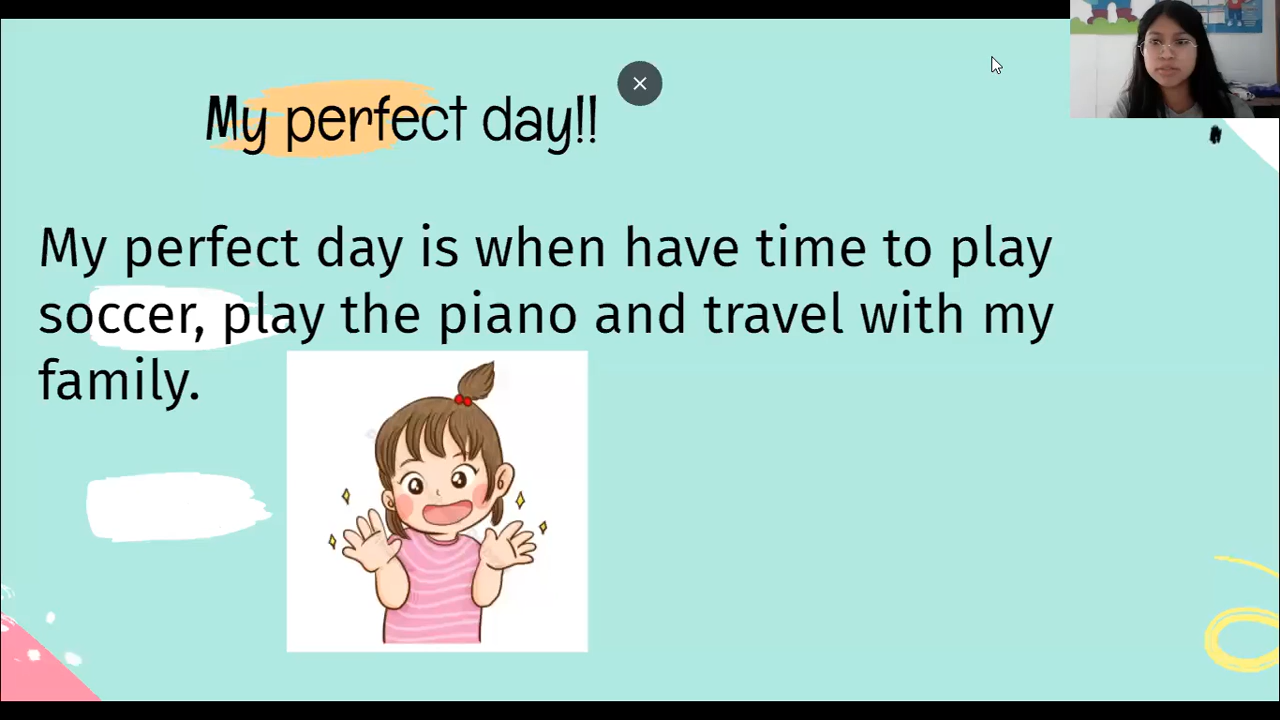 My perfect day!!
My perfect day is when have time to play
soccer, play the piano and travel with my
family.